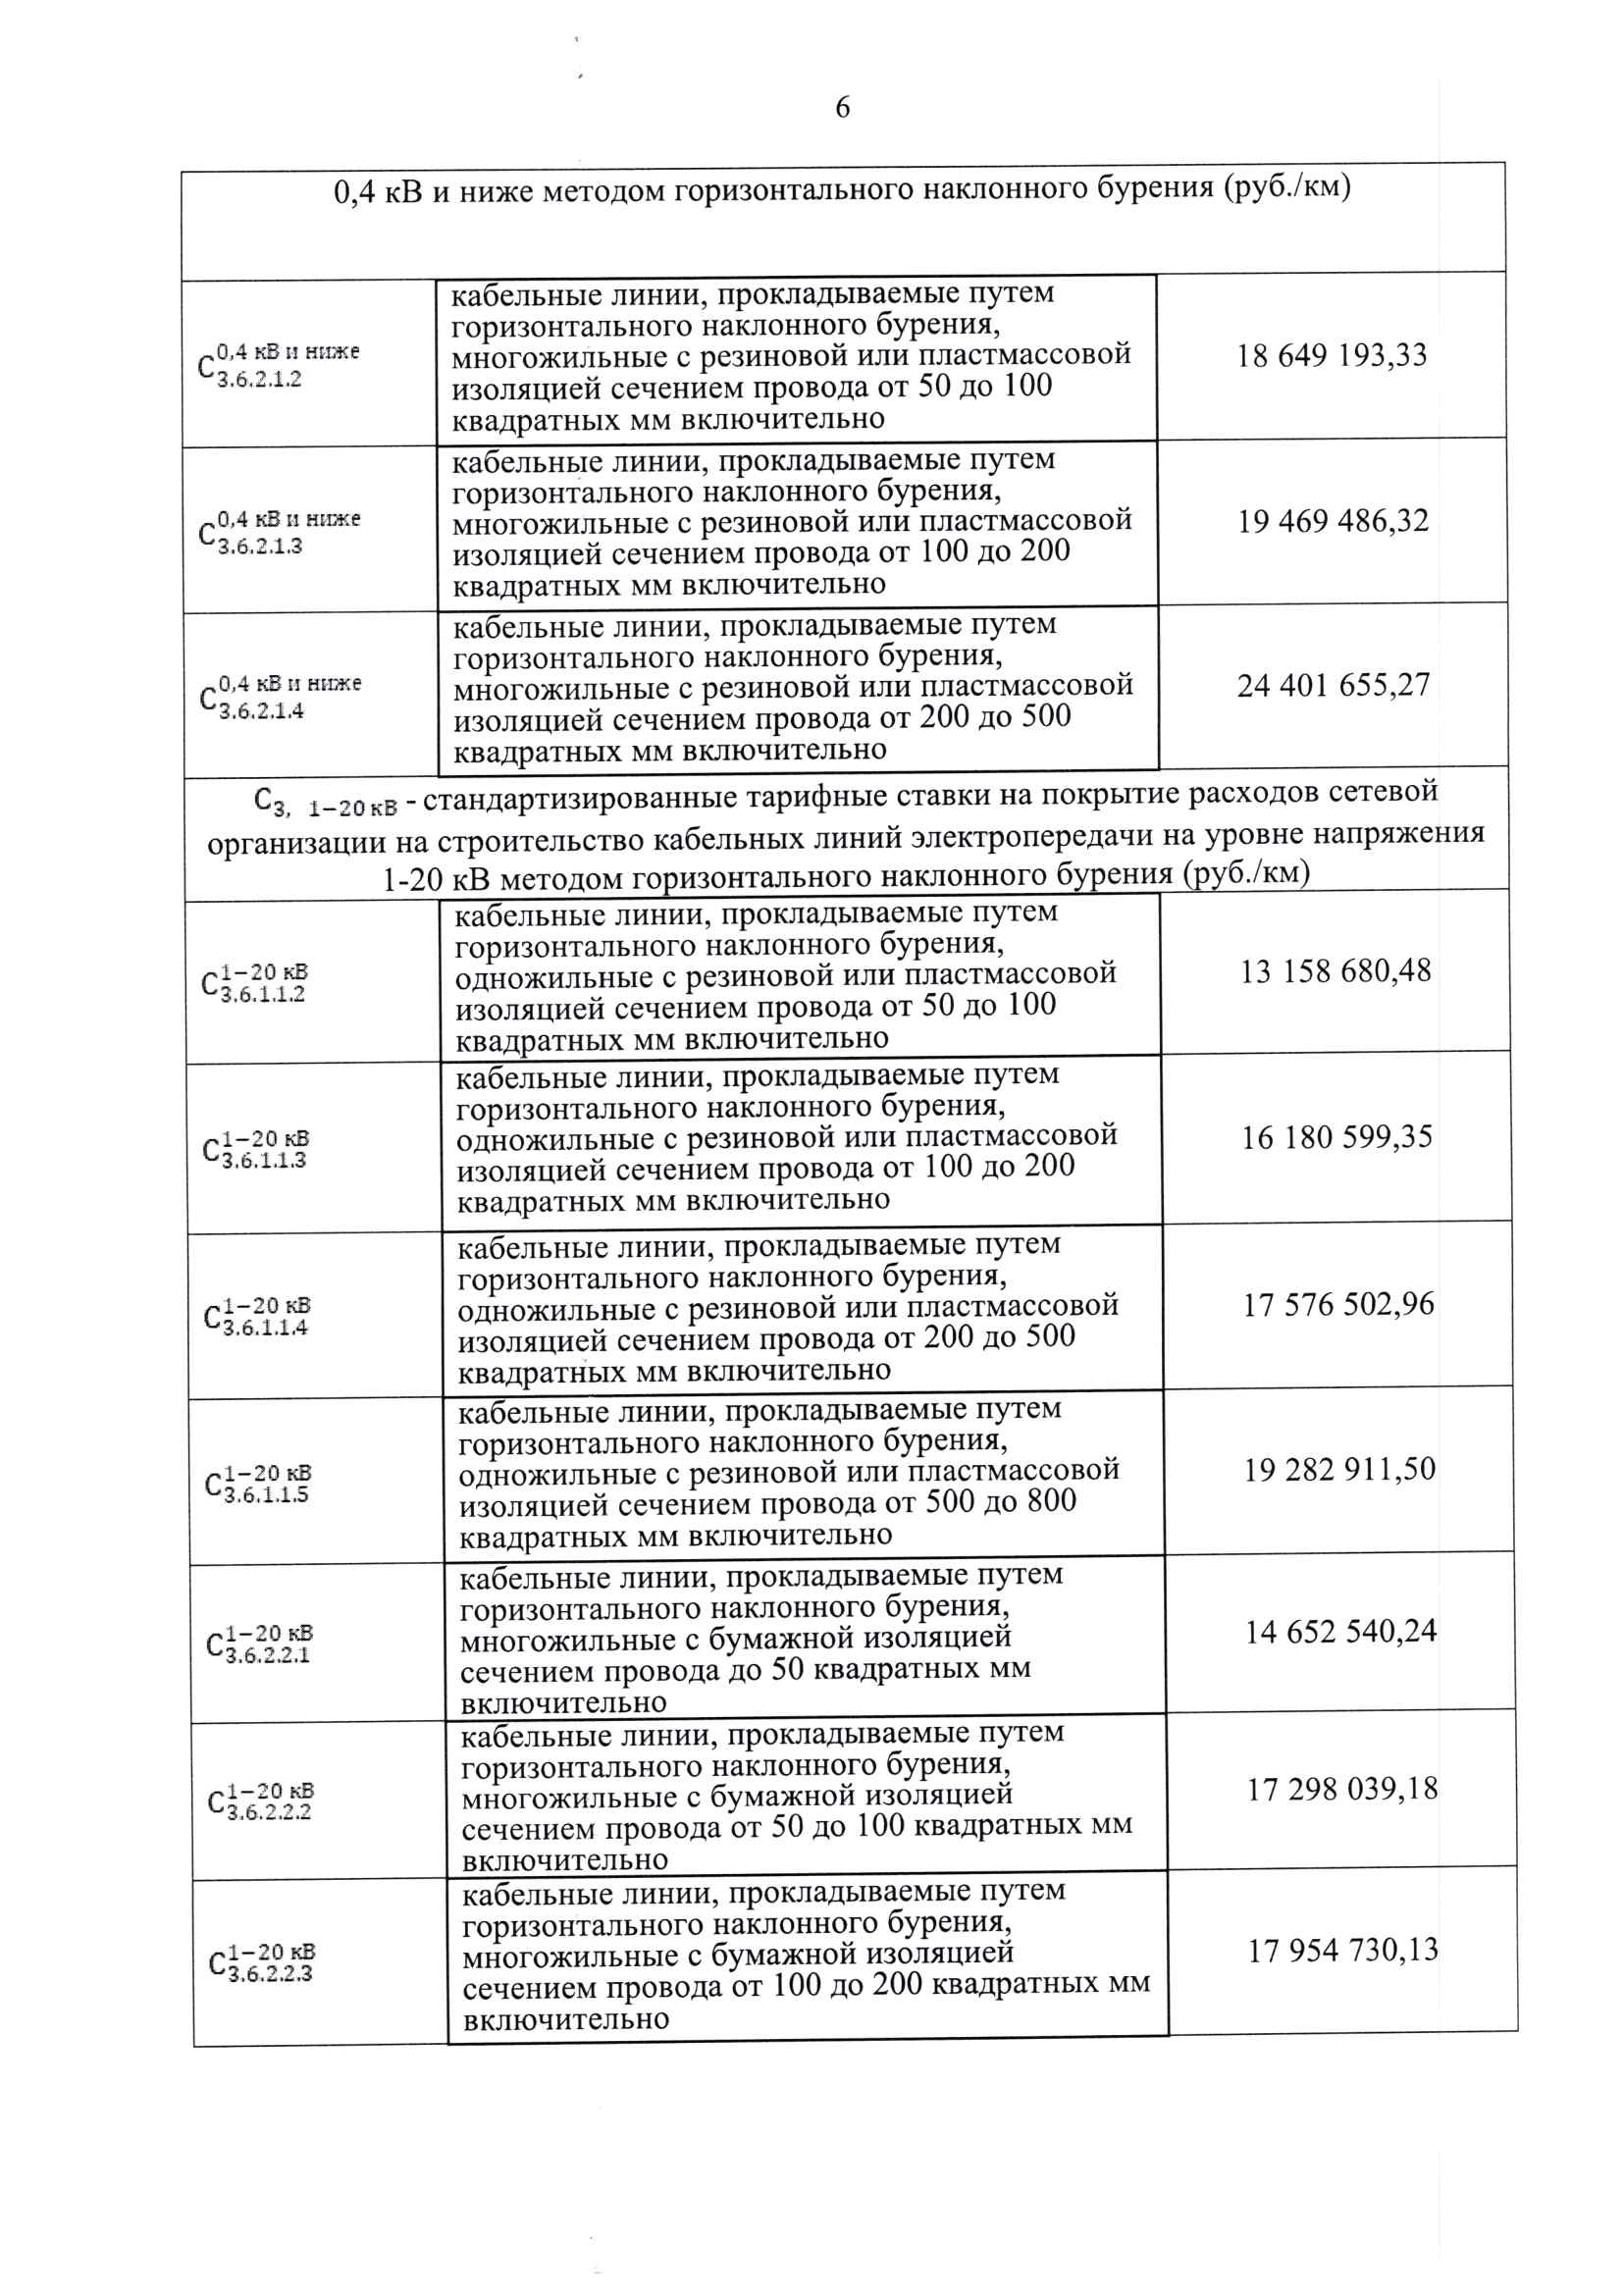 6
0,4 кВ и ниже методом горизонтального наклонного бурения (руб./км)
С 0,4 кВ и ниже 3.6.2.1.2
кабельные линии, прокладываемые путем
горизонтального наклонного бурения,
многожильные с резиновой или пластмассовой
изоляцией сечением провода от 50 до 100
квадратных мм включительно
18 649 193,33
С 0,4 кВ и ниже 3.6.2.1.3
кабельные линии, прокладываемые путем
горизонтального наклонного бурения,
многожильные с резиновой или пластмассовой
изоляцией сечением провода от 100 до 200
квадратных мм включительно
19 469 486,32
С 0,4 кВ и ниже 3.6.2.1.4
кабельные линии, прокладываемые путем
горизонтального наклонного бурения,
многожильные с резиновой или пластмассовой
изоляцией сечением провода от 200 до 500
квадратных мм включительно
24 401 655,27
С3, 1–20 кВ - стандартизированные тарифные ставки на покрытие расходов сетевой
организации на строительство кабельных линий электропередачи на уровне напряжения
1-20 кВ методом горизонтального наклонного бурения (руб./км)
С 1–20 кВ 3.6.1.1.2
кабельные линии, прокладываемые путем
горизонтального наклонного бурения,
одножильные с резиновой или пластмассовой
изоляцией сечением провода от 50 до 100
квадратных мм включительно
13 158 680,48
С 1–20 кВ 3.6.1.1.3
кабельные линии, прокладываемые путем
горизонтального наклонного бурения,
одножильные с резиновой или пластмассовой
изоляцией сечением провода от 100 до 200
квадратных мм включительно
16 180 599,35
С 1–20 кВ 3.6.1.1.4
кабельные линии, прокладываемые путем
горизонтального наклонного бурения,
одножильные с резиновой или пластмассовой
изоляцией сечением провода от 200 до 500
квадратных мм включительно
17 576 502,96
С 1–20 кВ 3.6.1.1.5
кабельные линии, прокладываемые путем
горизонтального наклонного бурения,
одножильные с резиновой или пластмассовой
изоляцией сечением провода от 500 до 800
квадратных мм включительно
19 282 911,50
С 1–20 кВ 3.6.2.2.1
кабельные линии, прокладываемые путем
горизонтального наклонного бурения,
многожильные с бумажной изоляцией
сечением провода до 50 квадратных мм
включительно
14 652 540,24
С 1–20 кВ 3.6.2.2.2
кабельные линии, прокладываемые путем
горизонтального наклонного бурения,
многожильные с бумажной изоляцией
сечением провода от 50 до 100 квадратных мм
включительно
17 298 039,18
С 1–20 кВ 3.6.2.2.3
кабельные линии, прокладываемые путем
горизонтального наклонного бурения,
многожильные с бумажной изоляцией
сечением провода от 100 до 200 квадратных мм
включительно
17 954 730,13